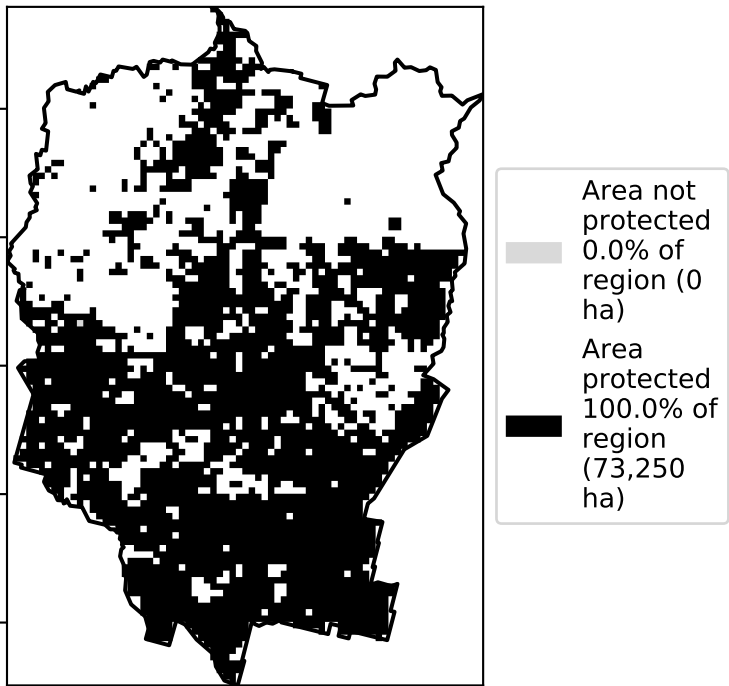 Area not
protected
0.0% of
region (0
ha)
Area
protected
100.0% of
region
(73,250
ha)